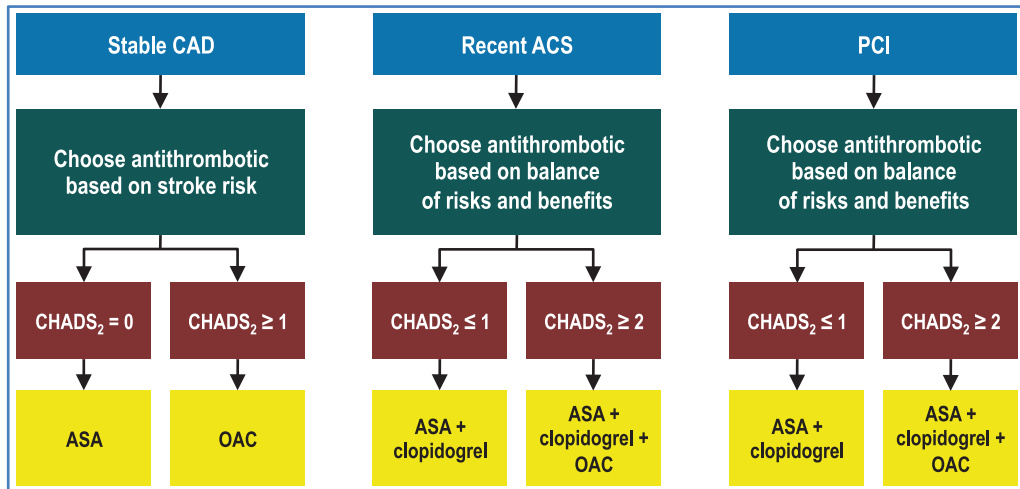 Stable CAD
Recent ACS
PCI
Choose antithrombotic
based on stroke risk
Choose antithrombotic
based on balance
of risks and benefits
Choose antithrombotic
based on balance
of risks and benefits
CHADS₂ = 0
CHADS₂ ≥ 1
CHADS₂ ≤ 1
CHADS₂ ≥ 2
CHADS₂ ≤ 1
CHADS₂ ≥ 2
ASA
OAC
ASA +
clopidogrel
ASA +
clopidogrel +
OAC
ASA +
clopidogrel
ASA +
clopidogrel +
OAC